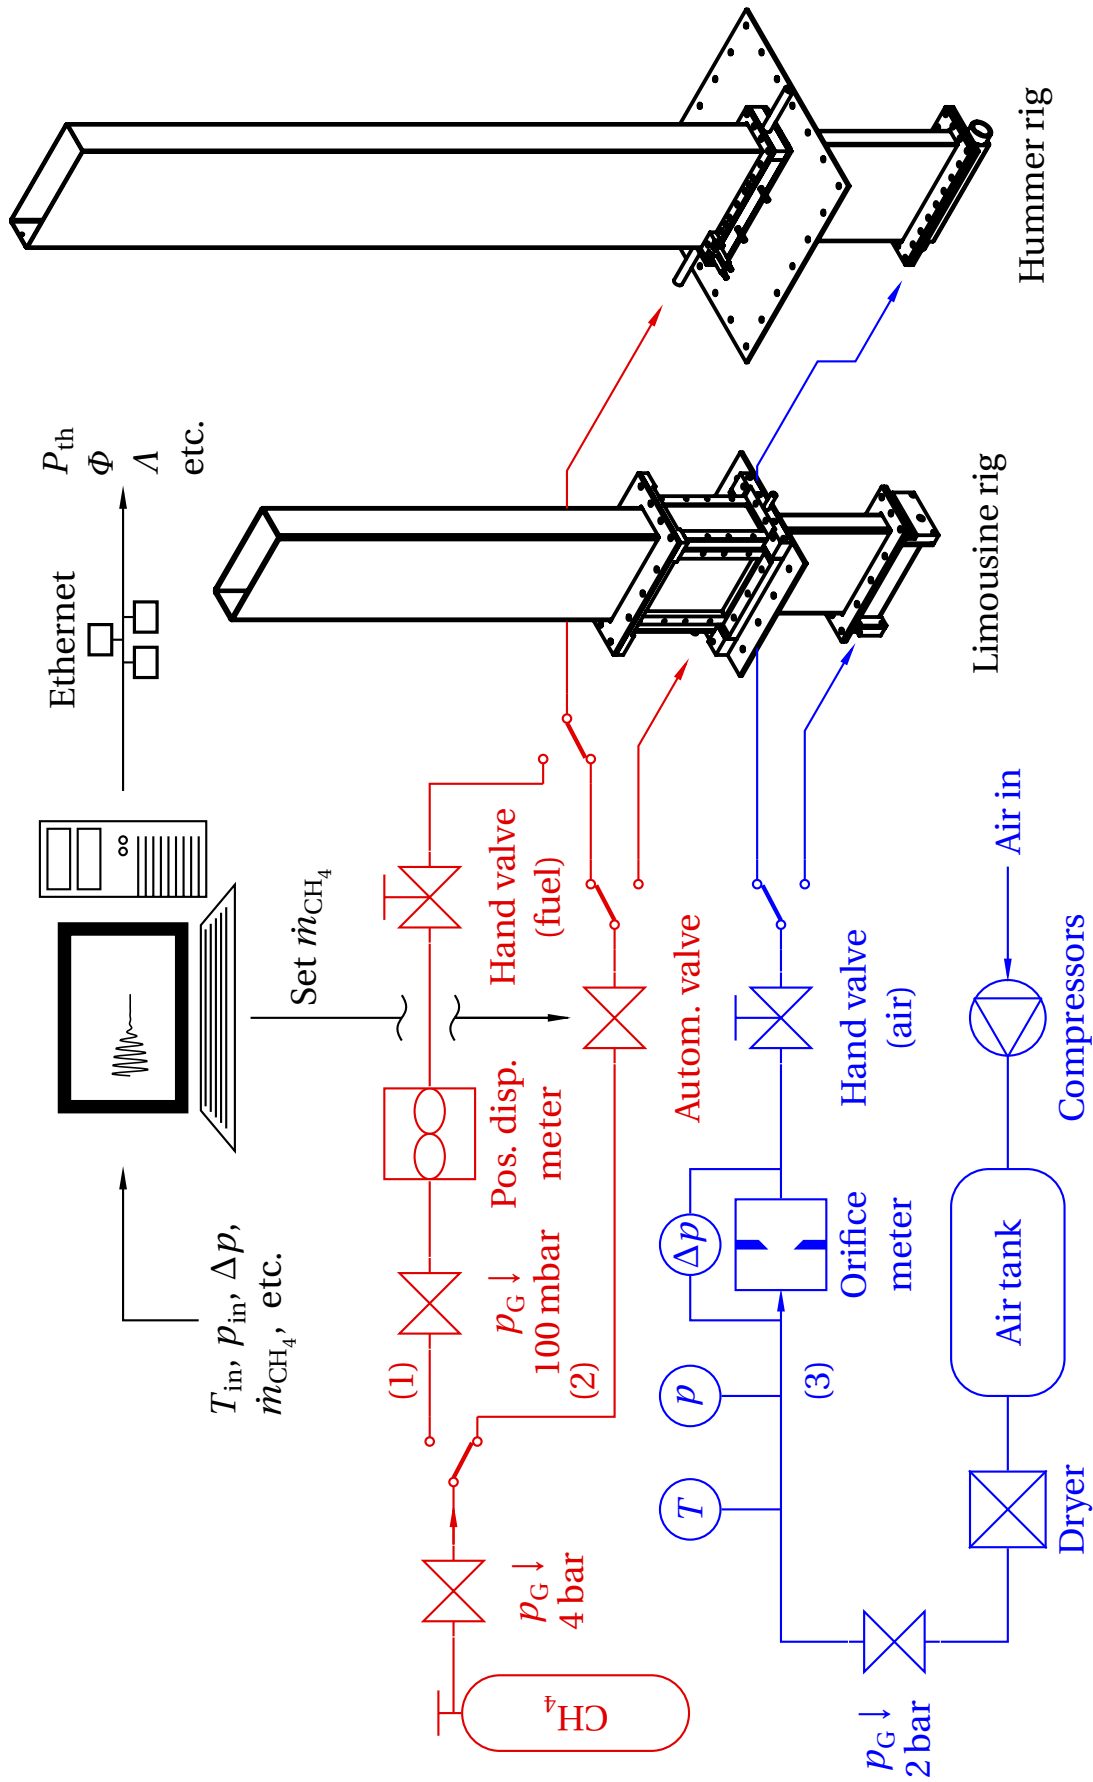 T_in, p_in, Δp,
ṁ_CH₄, etc.
Ethernet
P_th
Φ
Λ
etc.
Set ṁ_CH₄
(1)
p_G ↓
100 mbar
Pos. disp.
meter
Hand valve
(fuel)
CH₄
p_G ↓
4 bar
(2)
Autom. valve
T
p
Δp
(3)
Orifice
meter
Hand valve
(air)
p_G ↓
2 bar
Dryer
Air tank
Compressors
Air in
Limousine rig
Hummer rig